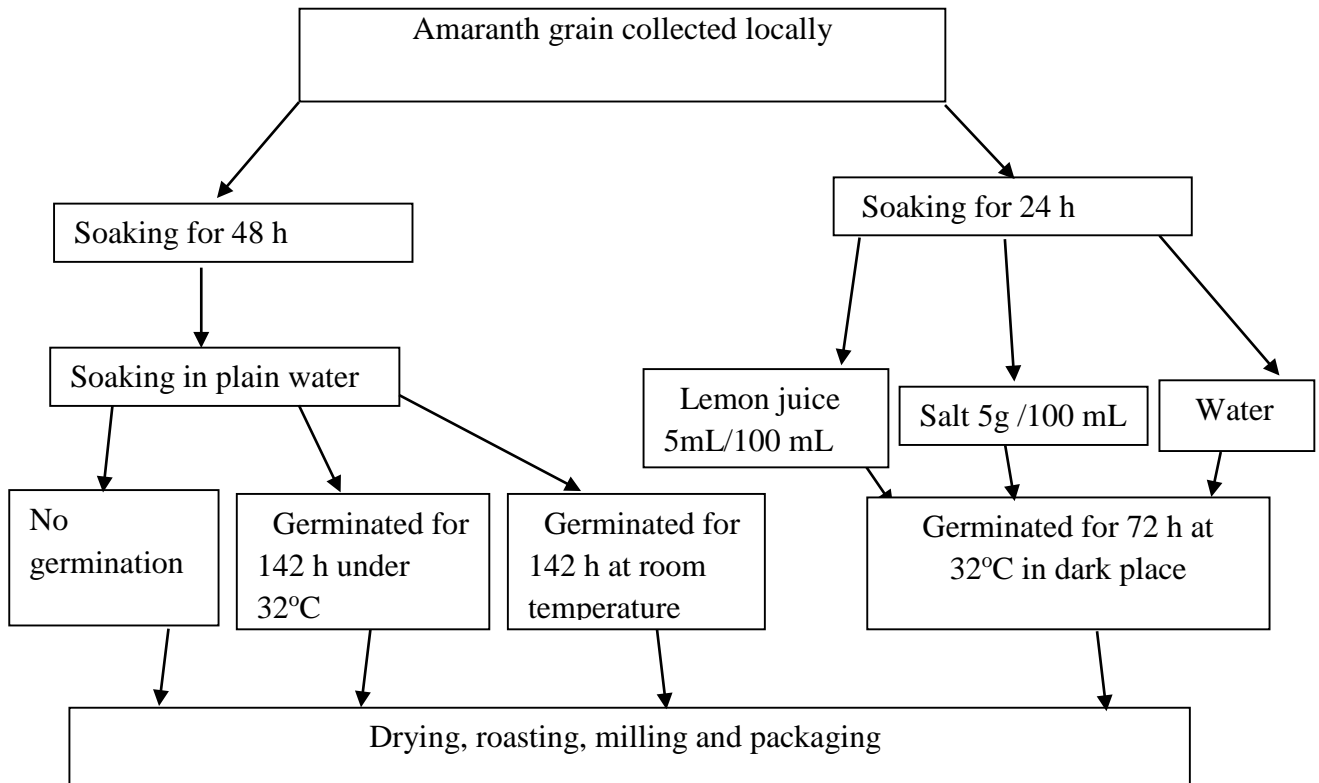 Amaranth grain collected locally
Soaking for 48 h
Soaking for 24 h
Soaking in plain water
Lemon juice
5mL/100 mL
Salt 5g /100 mL
Water
No
germination
Germinated for
142 h under
32ºC
Germinated for
142 h at room
temperature
Germinated for 72 h at
32ºC in dark place
Drying, roasting, milling and packaging